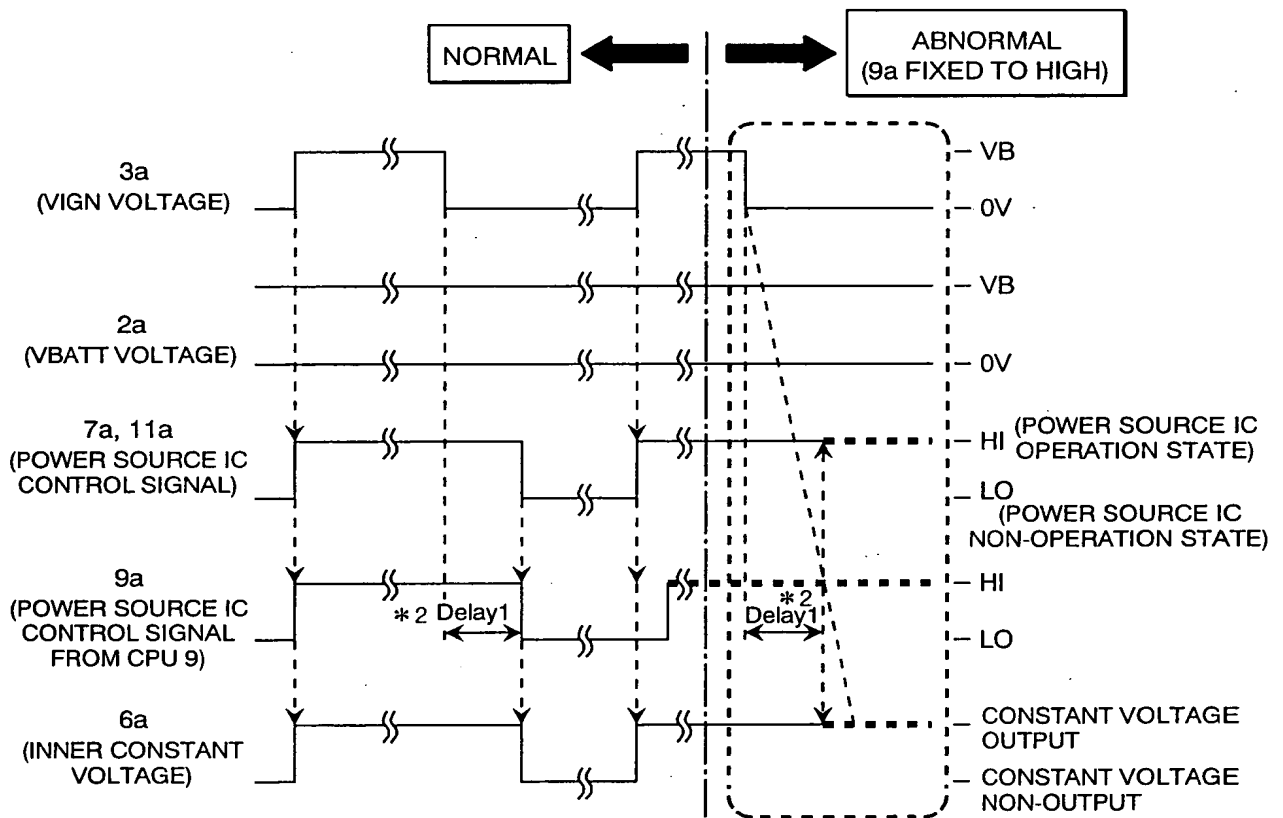 NORMAL
ABNORMAL
(9a FIXED TO HIGH)
3a
(VIGN VOLTAGE)
VB
0V
2a
(VBATT VOLTAGE)
VB
0V
7a, 11a
(POWER SOURCE IC
CONTROL SIGNAL)
HI (POWER SOURCE IC
OPERATION STATE)
LO
(POWER SOURCE IC
NON-OPERATION STATE)
9a
(POWER SOURCE IC
CONTROL SIGNAL
FROM CPU 9)
*2 Delay1
*2
Delay1
HI
LO
6a
(INNER CONSTANT
VOLTAGE)
CONSTANT VOLTAGE
OUTPUT
CONSTANT VOLTAGE
NON-OUTPUT